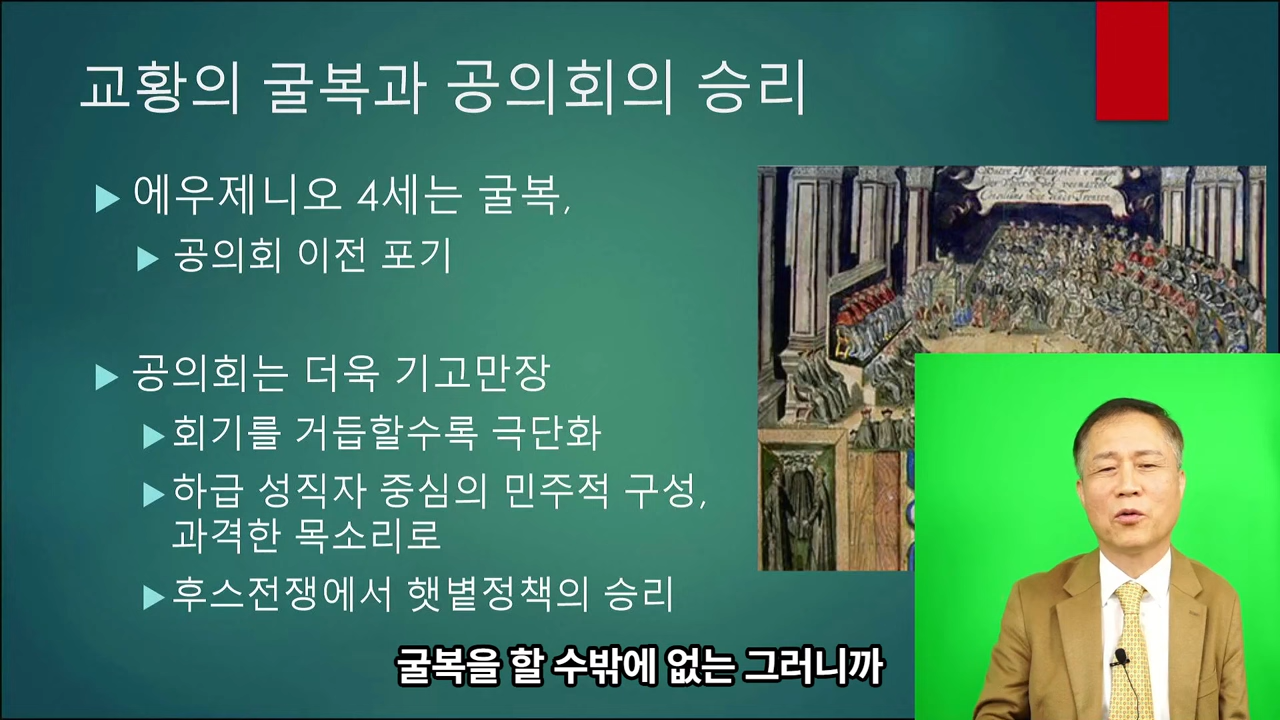 교황의 굴복과 공의회의 승리
에우제니오 4세는 굴복,
공의회 이전 포기
공의회는 더욱 기고만장
회기를 거듭할수록 극단화
하급 성직자 중심의 민주적 구성,
과격한 목소리로
후스전쟁에서 햇볕정책의 승리
굴복을 할 수밖에 없는 그러니까